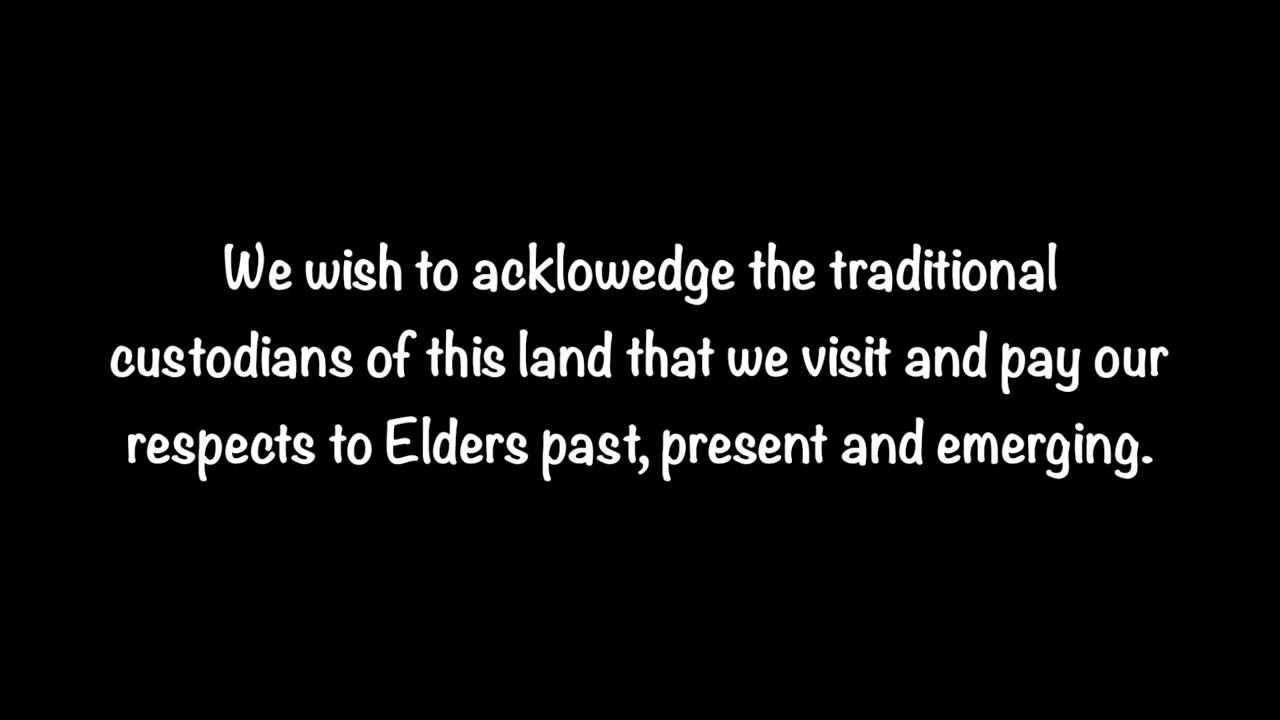 We wish to acklowedge the traditional
custodians of this land that we visit and pay our
respects to Elders past, present and emerging.